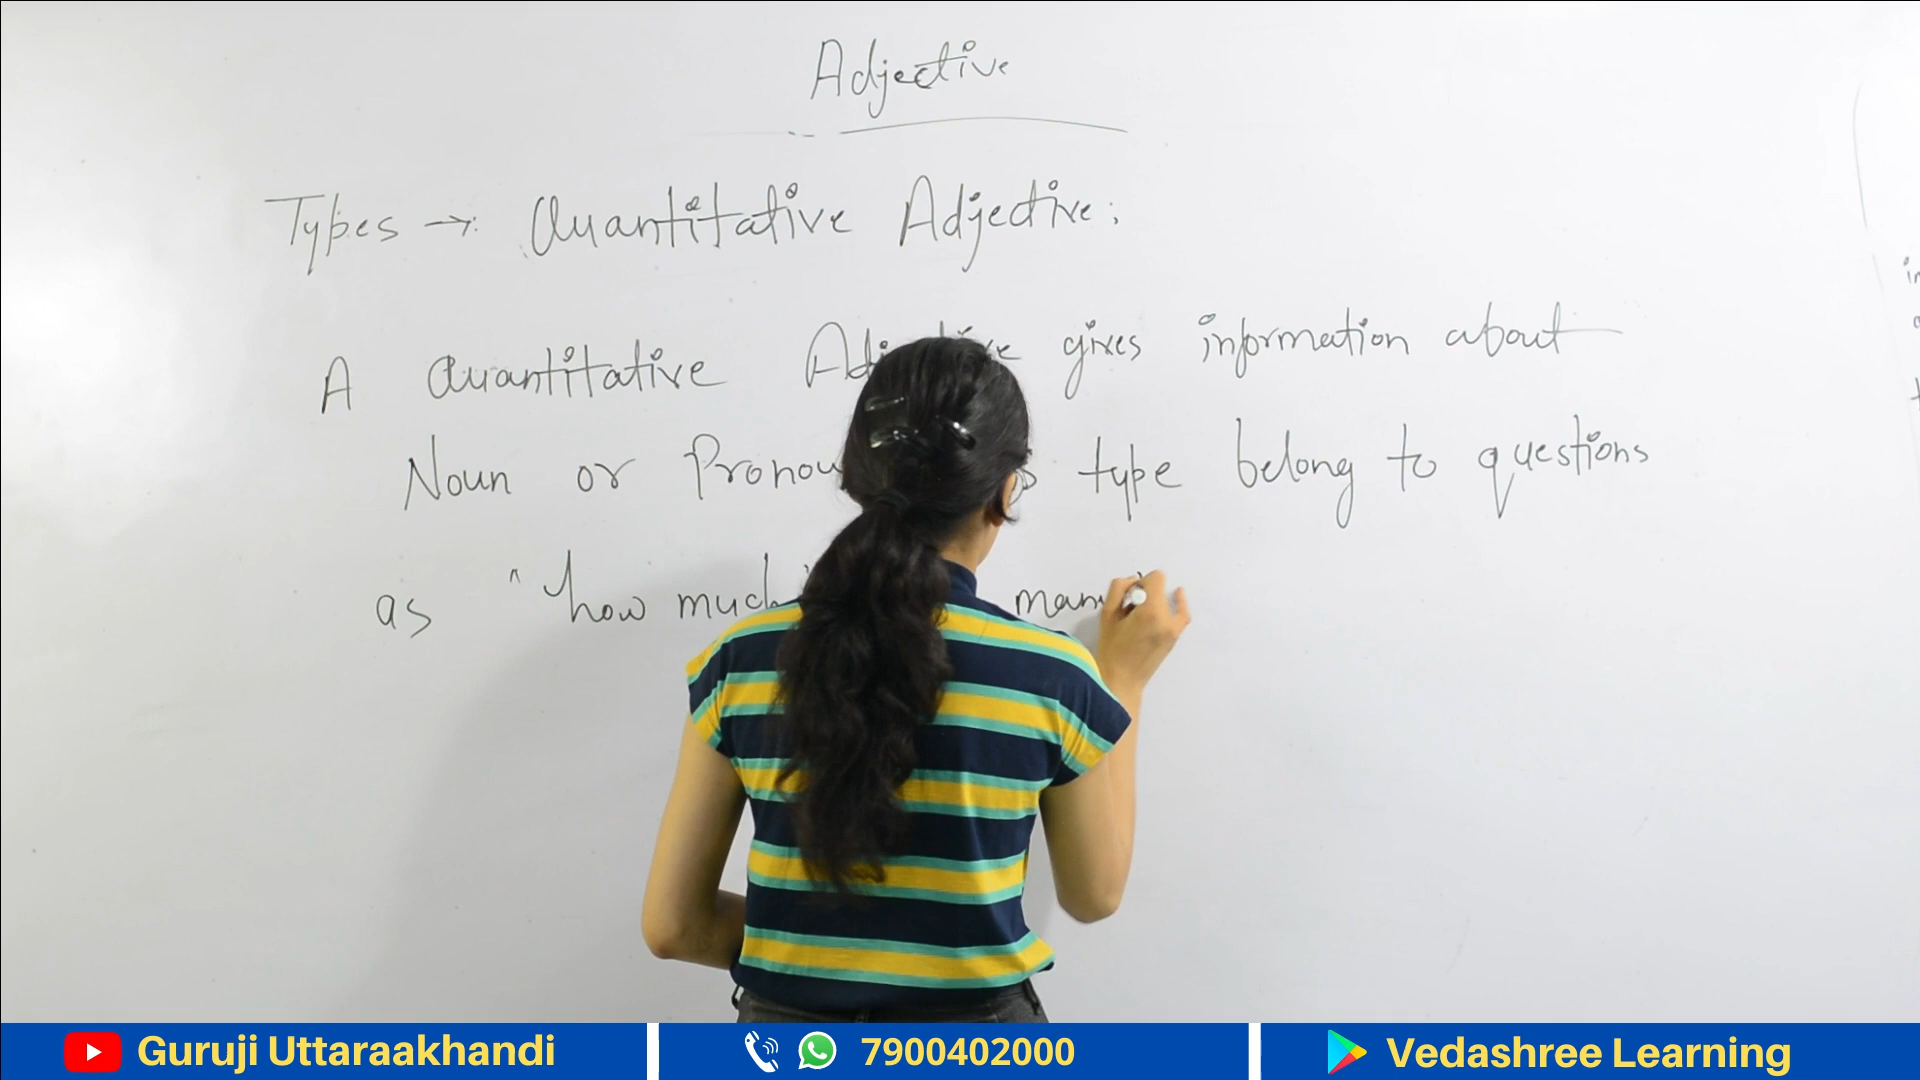 Adjective
Types →: Quantitative Adjective:
A Quantitative gives information about
Noun or type belong to questions
as "how much
Guruji Uttaraakhandi
7900402000
Vedashree Learning